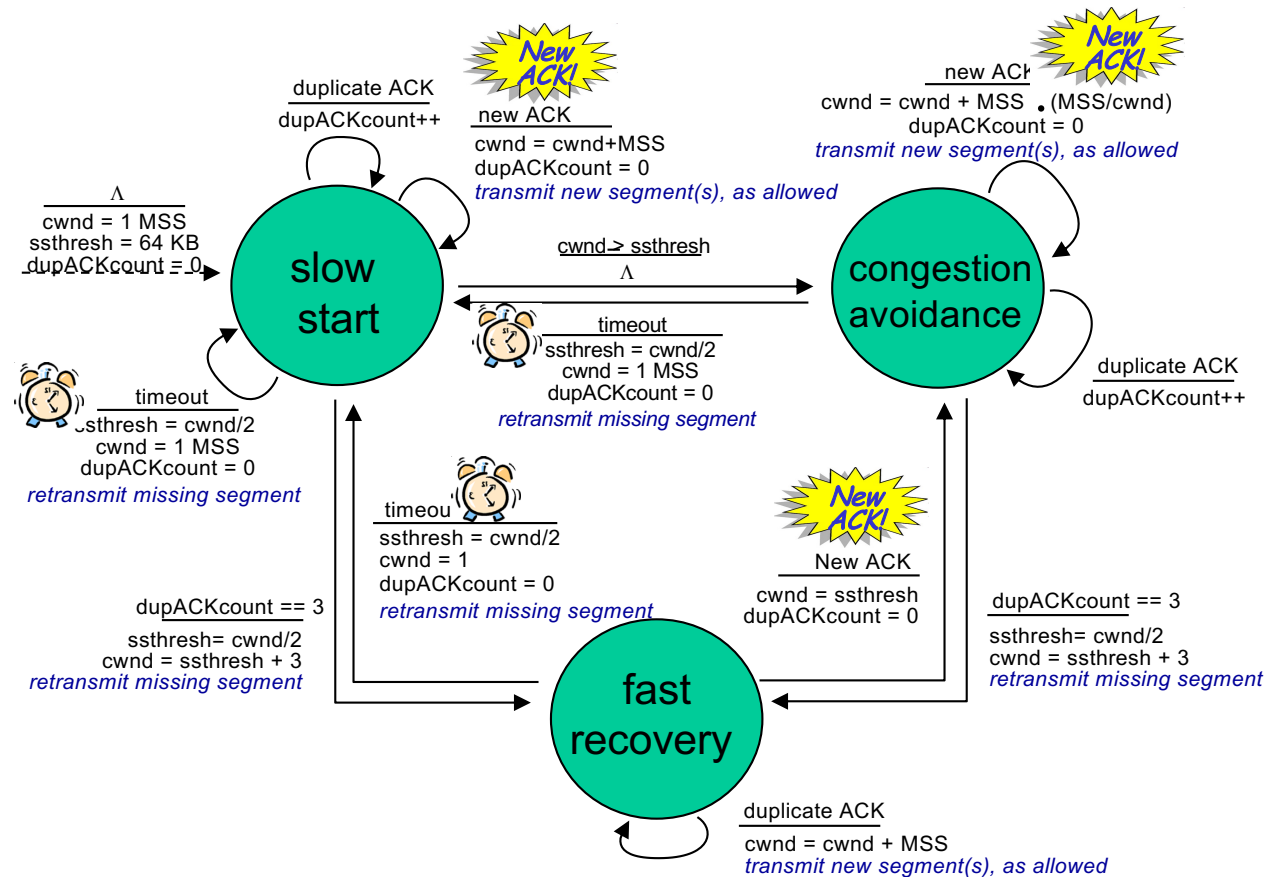 New
ACK!
duplicate ACK
dupACKcount++
new ACK
cwnd = cwnd+MSS
dupACKcount = 0
transmit new segment(s), as allowed
New
ACK!
new ACK
cwnd = cwnd + MSS • (MSS/cwnd)
dupACKcount = 0
transmit new segment(s), as allowed
Λ
cwnd = 1 MSS
ssthresh = 64 KB
dupACKcount = 0
slow
start
cwnd > ssthresh
Λ
congestion
avoidance
timeout
ssthresh = cwnd/2
cwnd = 1 MSS
dupACKcount = 0
retransmit missing segment
duplicate ACK
dupACKcount++
timeout
ssthresh = cwnd/2
cwnd = 1 MSS
dupACKcount = 0
retransmit missing segment
timeou
ssthresh = cwnd/2
cwnd = 1
dupACKcount = 0
retransmit missing segment
New
ACK!
New ACK
cwnd = ssthresh
dupACKcount = 0
dupACKcount == 3
ssthresh= cwnd/2
cwnd = ssthresh + 3
retransmit missing segment
dupACKcount == 3
ssthresh= cwnd/2
cwnd = ssthresh + 3
retransmit missing segment
fast
recovery
duplicate ACK
cwnd = cwnd + MSS
transmit new segment(s), as allowed